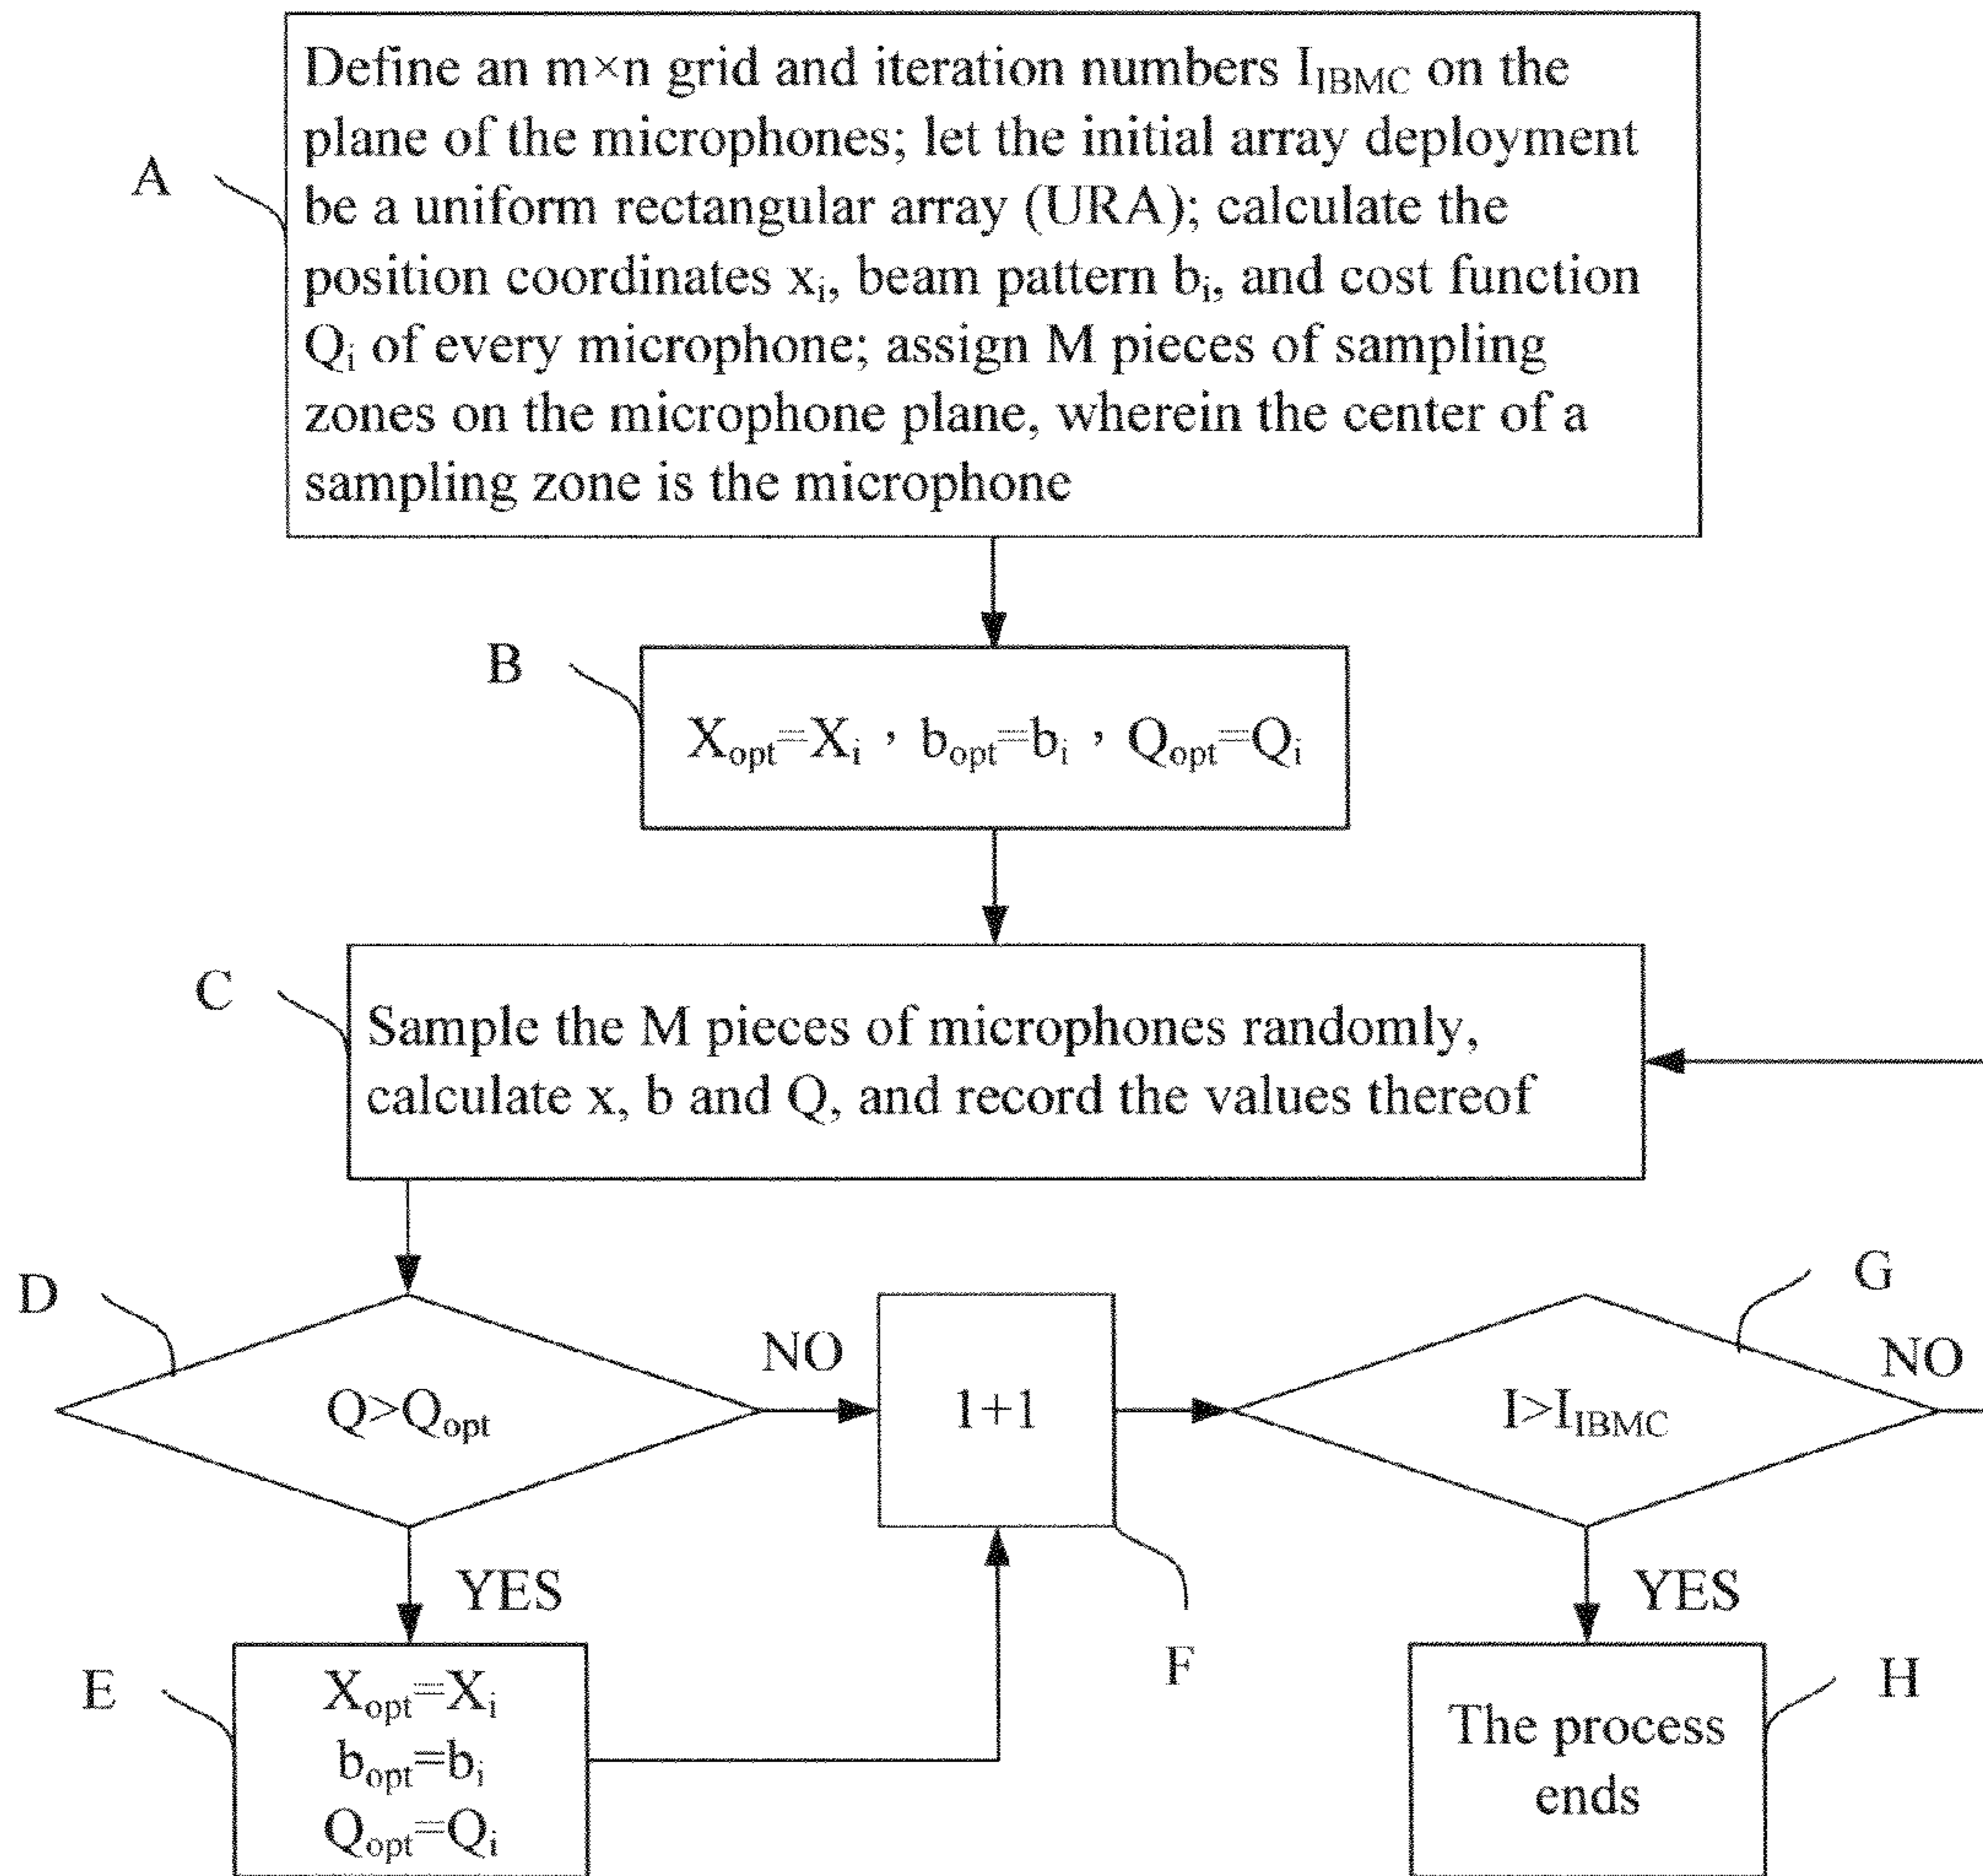 Define an m×n grid and iteration numbers I_IBMC on the
plane of the microphones; let the initial array deployment
be a uniform rectangular array (URA); calculate the
position coordinates x_i, beam pattern b_i, and cost function
Q_i of every microphone; assign M pieces of sampling
zones on the microphone plane, wherein the center of a
sampling zone is the microphone
A
B
X_opt=X_i，b_opt=b_i，Q_opt=Q_i
C
Sample the M pieces of microphones randomly,
calculate x, b and Q, and record the values thereof
D
Q>Q_opt
NO
1+1
G
I>I_IBMC
NO
YES
E
X_opt=X_i
b_opt=b_i
Q_opt=Q_i
F
YES
The process
ends
H